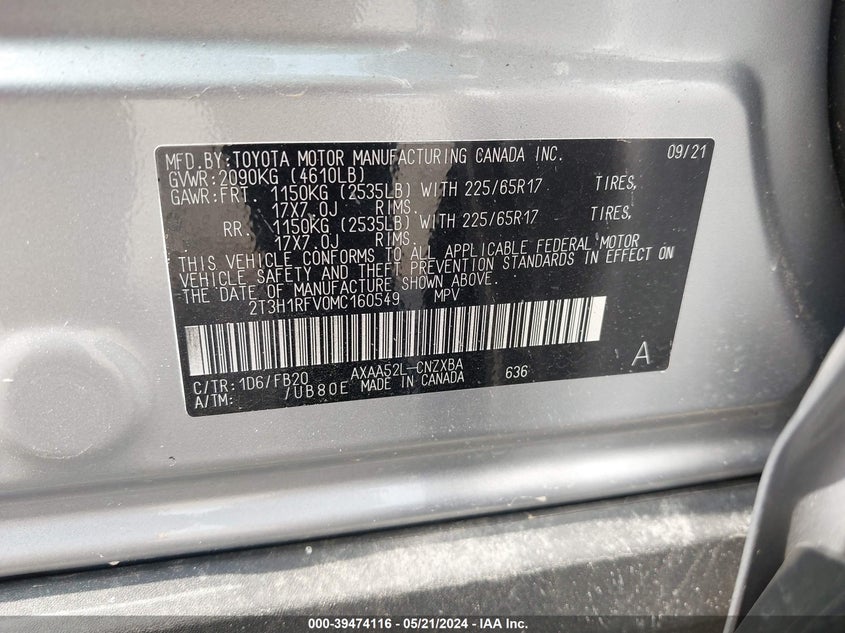 MFD.BY:TOYOTA MOTOR MANUFACTURING CANADA INC. 09/21
GVWR:2090KG (4610LB)
GAWR:FRT. 1150KG (2535LB) WITH 225/65R17 TIRES,
17X7.0J RIMS.
RR. 1150KG (2535LB) WITH 225/65R17 TIRES,
17X7.0J RIMS.
THIS VEHICLE CONFORMS TO ALL APPLICABLE FEDERAL MOTOR
VEHICLE SAFETY AND THEFT PREVENTION STANDARDS IN EFFECT ON
THE DATE OF MANUFACTURE SHOWN ABOVE.
2T3H1RFV0MC160549 MPV
C/TR:1D6/FB20 AXAA52L-CNZXBA 636 A
A/TM: /UB80E MADE IN CANADA
000-39474116 - 05/21/2024 - IAA Inc.